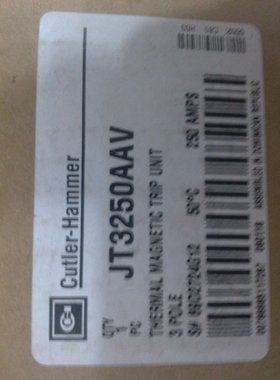 Cutler-Hammer
JT3250AAV
QTY
1 PC
THERMAL MAGNETIC TRIP UNIT
3 POLE 50°C 250 AMPS
ASSEMBLED IN DOMINICAN REPUBLIC